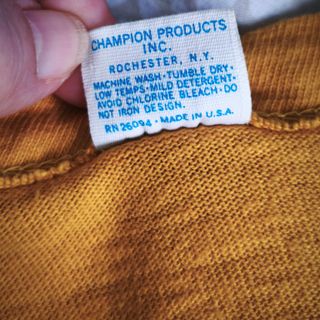 CHAMPION PRODUCTS
INC.
ROCHESTER, N.Y.
MACHINE WASH · TUMBLE DRY ·
LOW TEMPS · MILD DETERGENT ·
AVOID CHLORINE BLEACH · DO
NOT IRON DESIGN.
RN 26094 · MADE IN U.S.A.